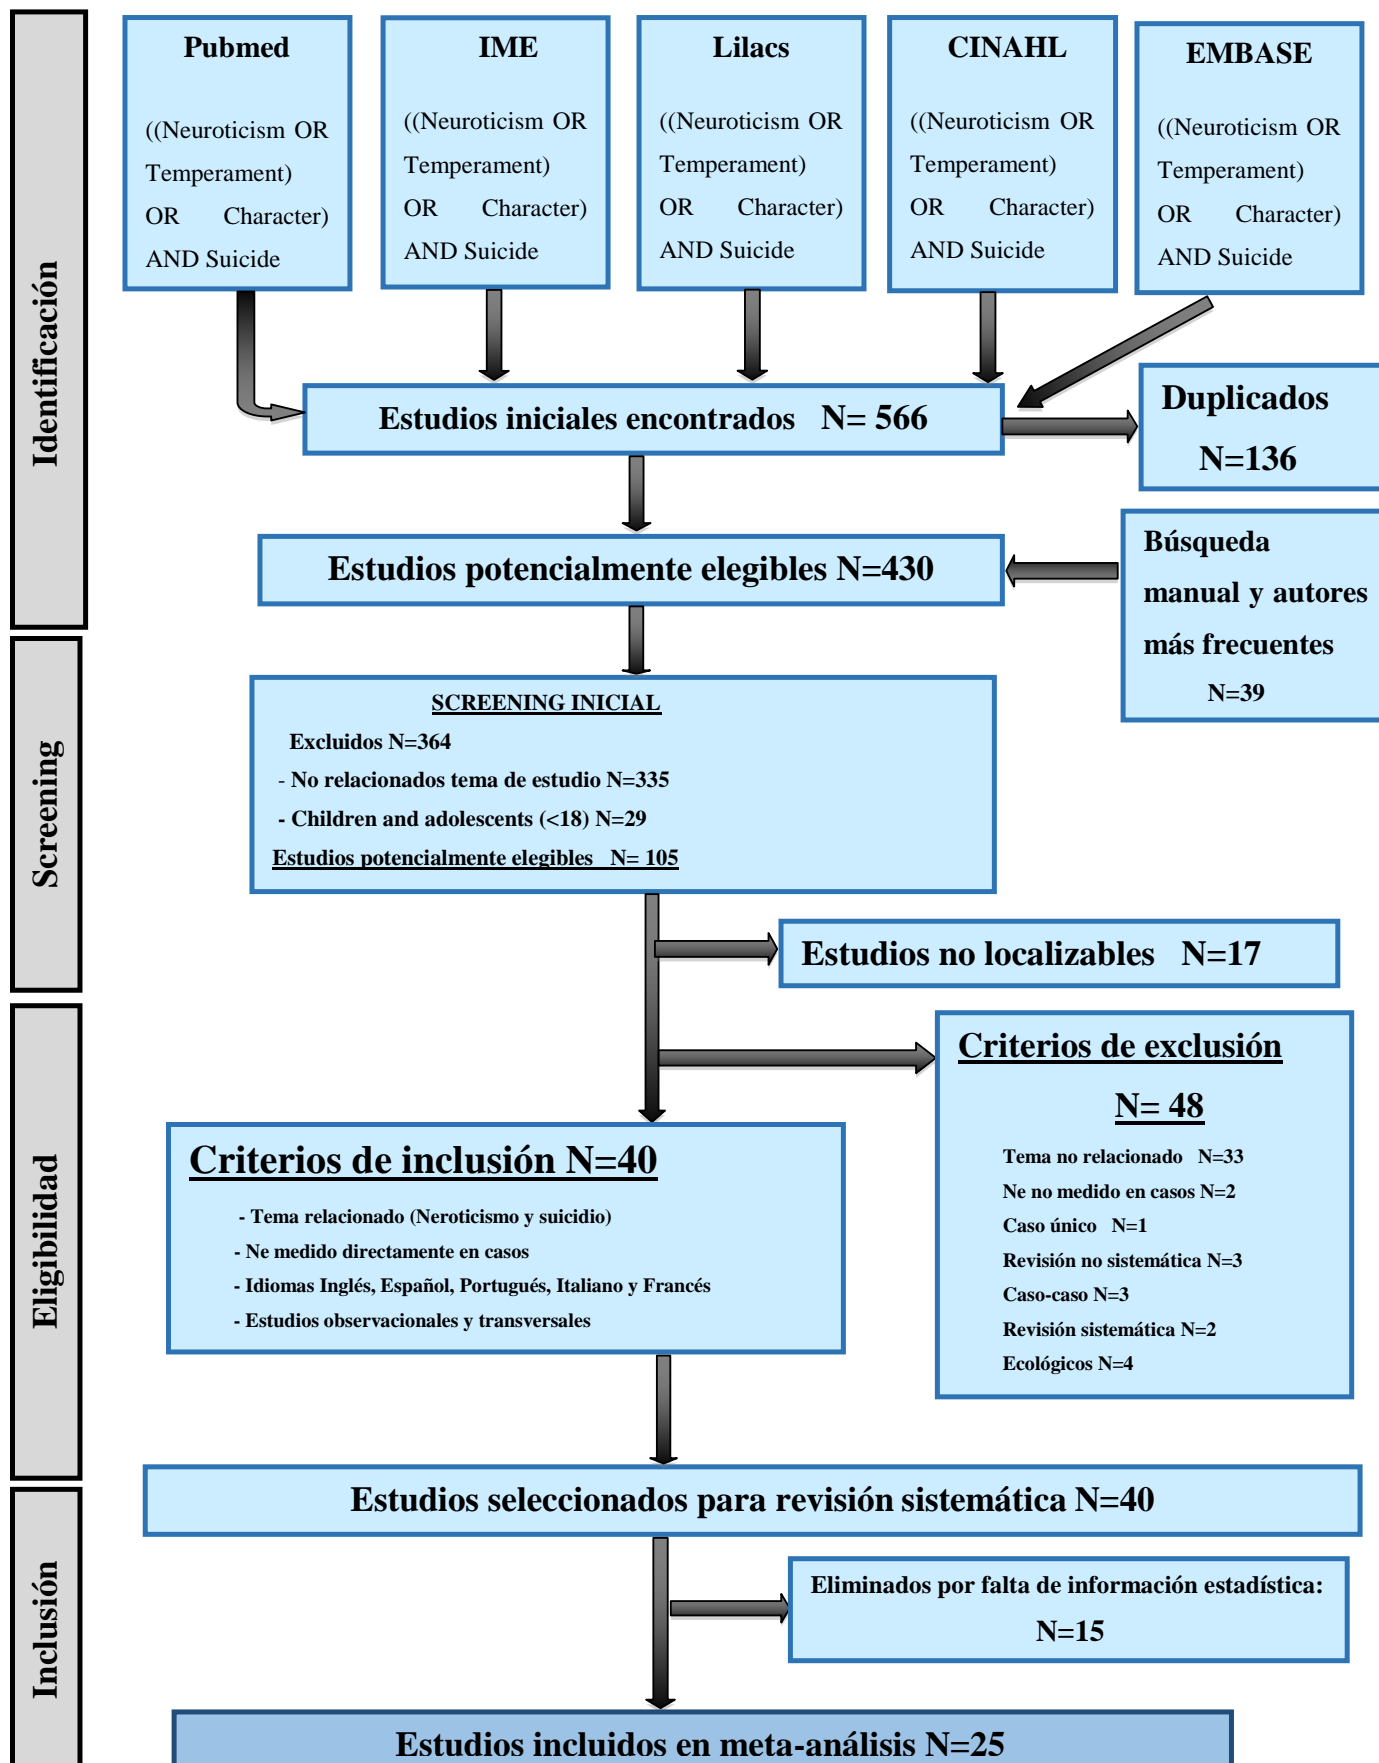 Identificación
Pubmed
((Neuroticism OR
Temperament)
OR Character)
AND Suicide
IME
((Neuroticism OR
Temperament)
OR Character)
AND Suicide
Lilacs
((Neuroticism OR
Temperament)
OR Character)
AND Suicide
CINAHL
((Neuroticism OR
Temperament)
OR Character)
AND Suicide
EMBASE
((Neuroticism OR
Temperament)
OR Character)
AND Suicide
Estudios iniciales encontrados N= 566
Duplicados
N=136
Estudios potencialmente elegibles N=430
Búsqueda
manual y autores
más frecuentes
N=39
Screening
SCREENING INICIAL
Excluidos N=364
- No relacionados tema de estudio N=335
- Children and adolescents (<18) N=29
Estudios potencialmente elegibles N= 105
Estudios no localizables N=17
Eligibilidad
Criterios de exclusión
N= 48
Tema no relacionado N=33
Ne no medido en casos N=2
Caso único N=1
Revisión no sistemática N=3
Caso-caso N=3
Revisión sistemática N=2
Ecológicos N=4
Criterios de inclusión N=40
- Tema relacionado (Neroticismo y suicidio)
- Ne medido directamente en casos
- Idiomas Inglés, Español, Portugués, Italiano y Francés
- Estudios observacionales y transversales
Inclusión
Estudios seleccionados para revisión sistemática N=40
Eliminados por falta de información estadística:
N=15
Estudios incluidos en meta-análisis N=25